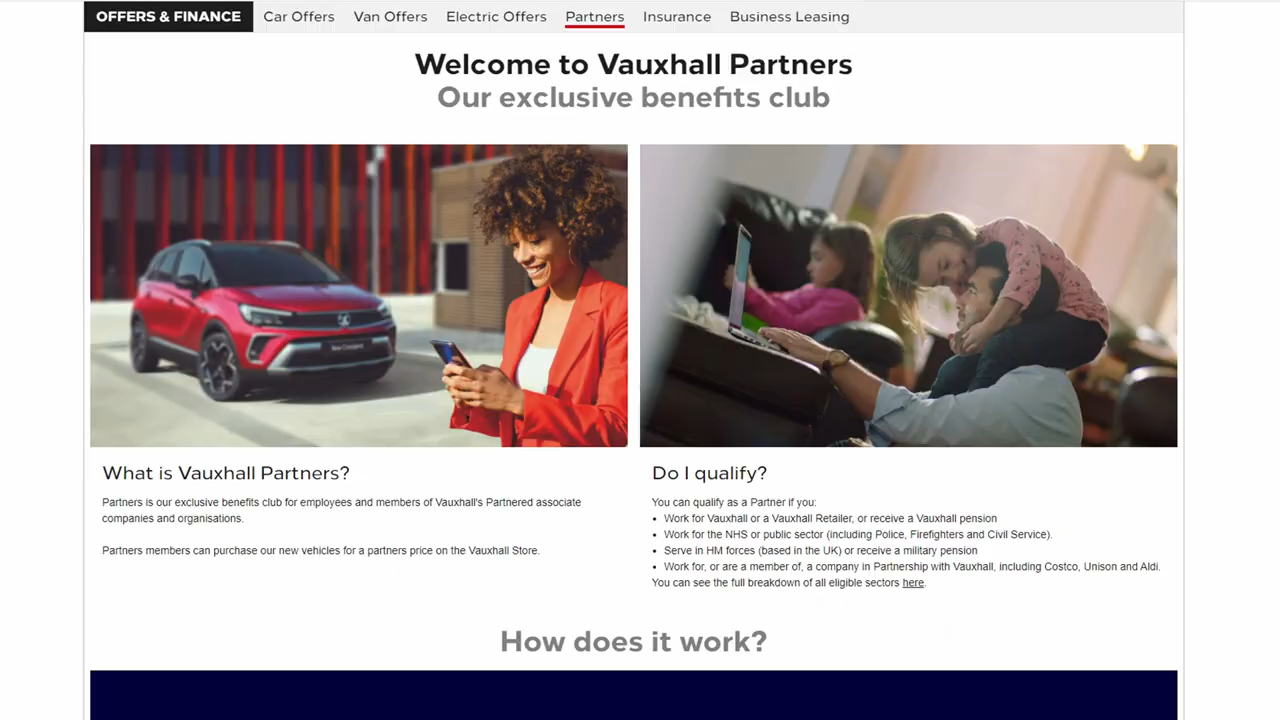 OFFERS & FINANCE
Car Offers
Van Offers
Electric Offers
Partners
Insurance
Business Leasing
Welcome to Vauxhall Partners
Our exclusive benefits club
What is Vauxhall Partners?
Partners is our exclusive benefits club for employees and members of Vauxhall's Partnered associate
companies and organisations.
Partners members can purchase our new vehicles for a partners price on the Vauxhall Store.
Do I qualify?
You can qualify as a Partner if you:
• Work for Vauxhall or a Vauxhall Retailer, or receive a Vauxhall pension
• Work for the NHS or public sector (including Police, Firefighters and Civil Service).
• Serve in HM forces (based in the UK) or receive a military pension
• Work for, or are a member of, a company in Partnership with Vauxhall, including Costco, Unison and Aldi.
You can see the full breakdown of all eligible sectors here.
How does it work?